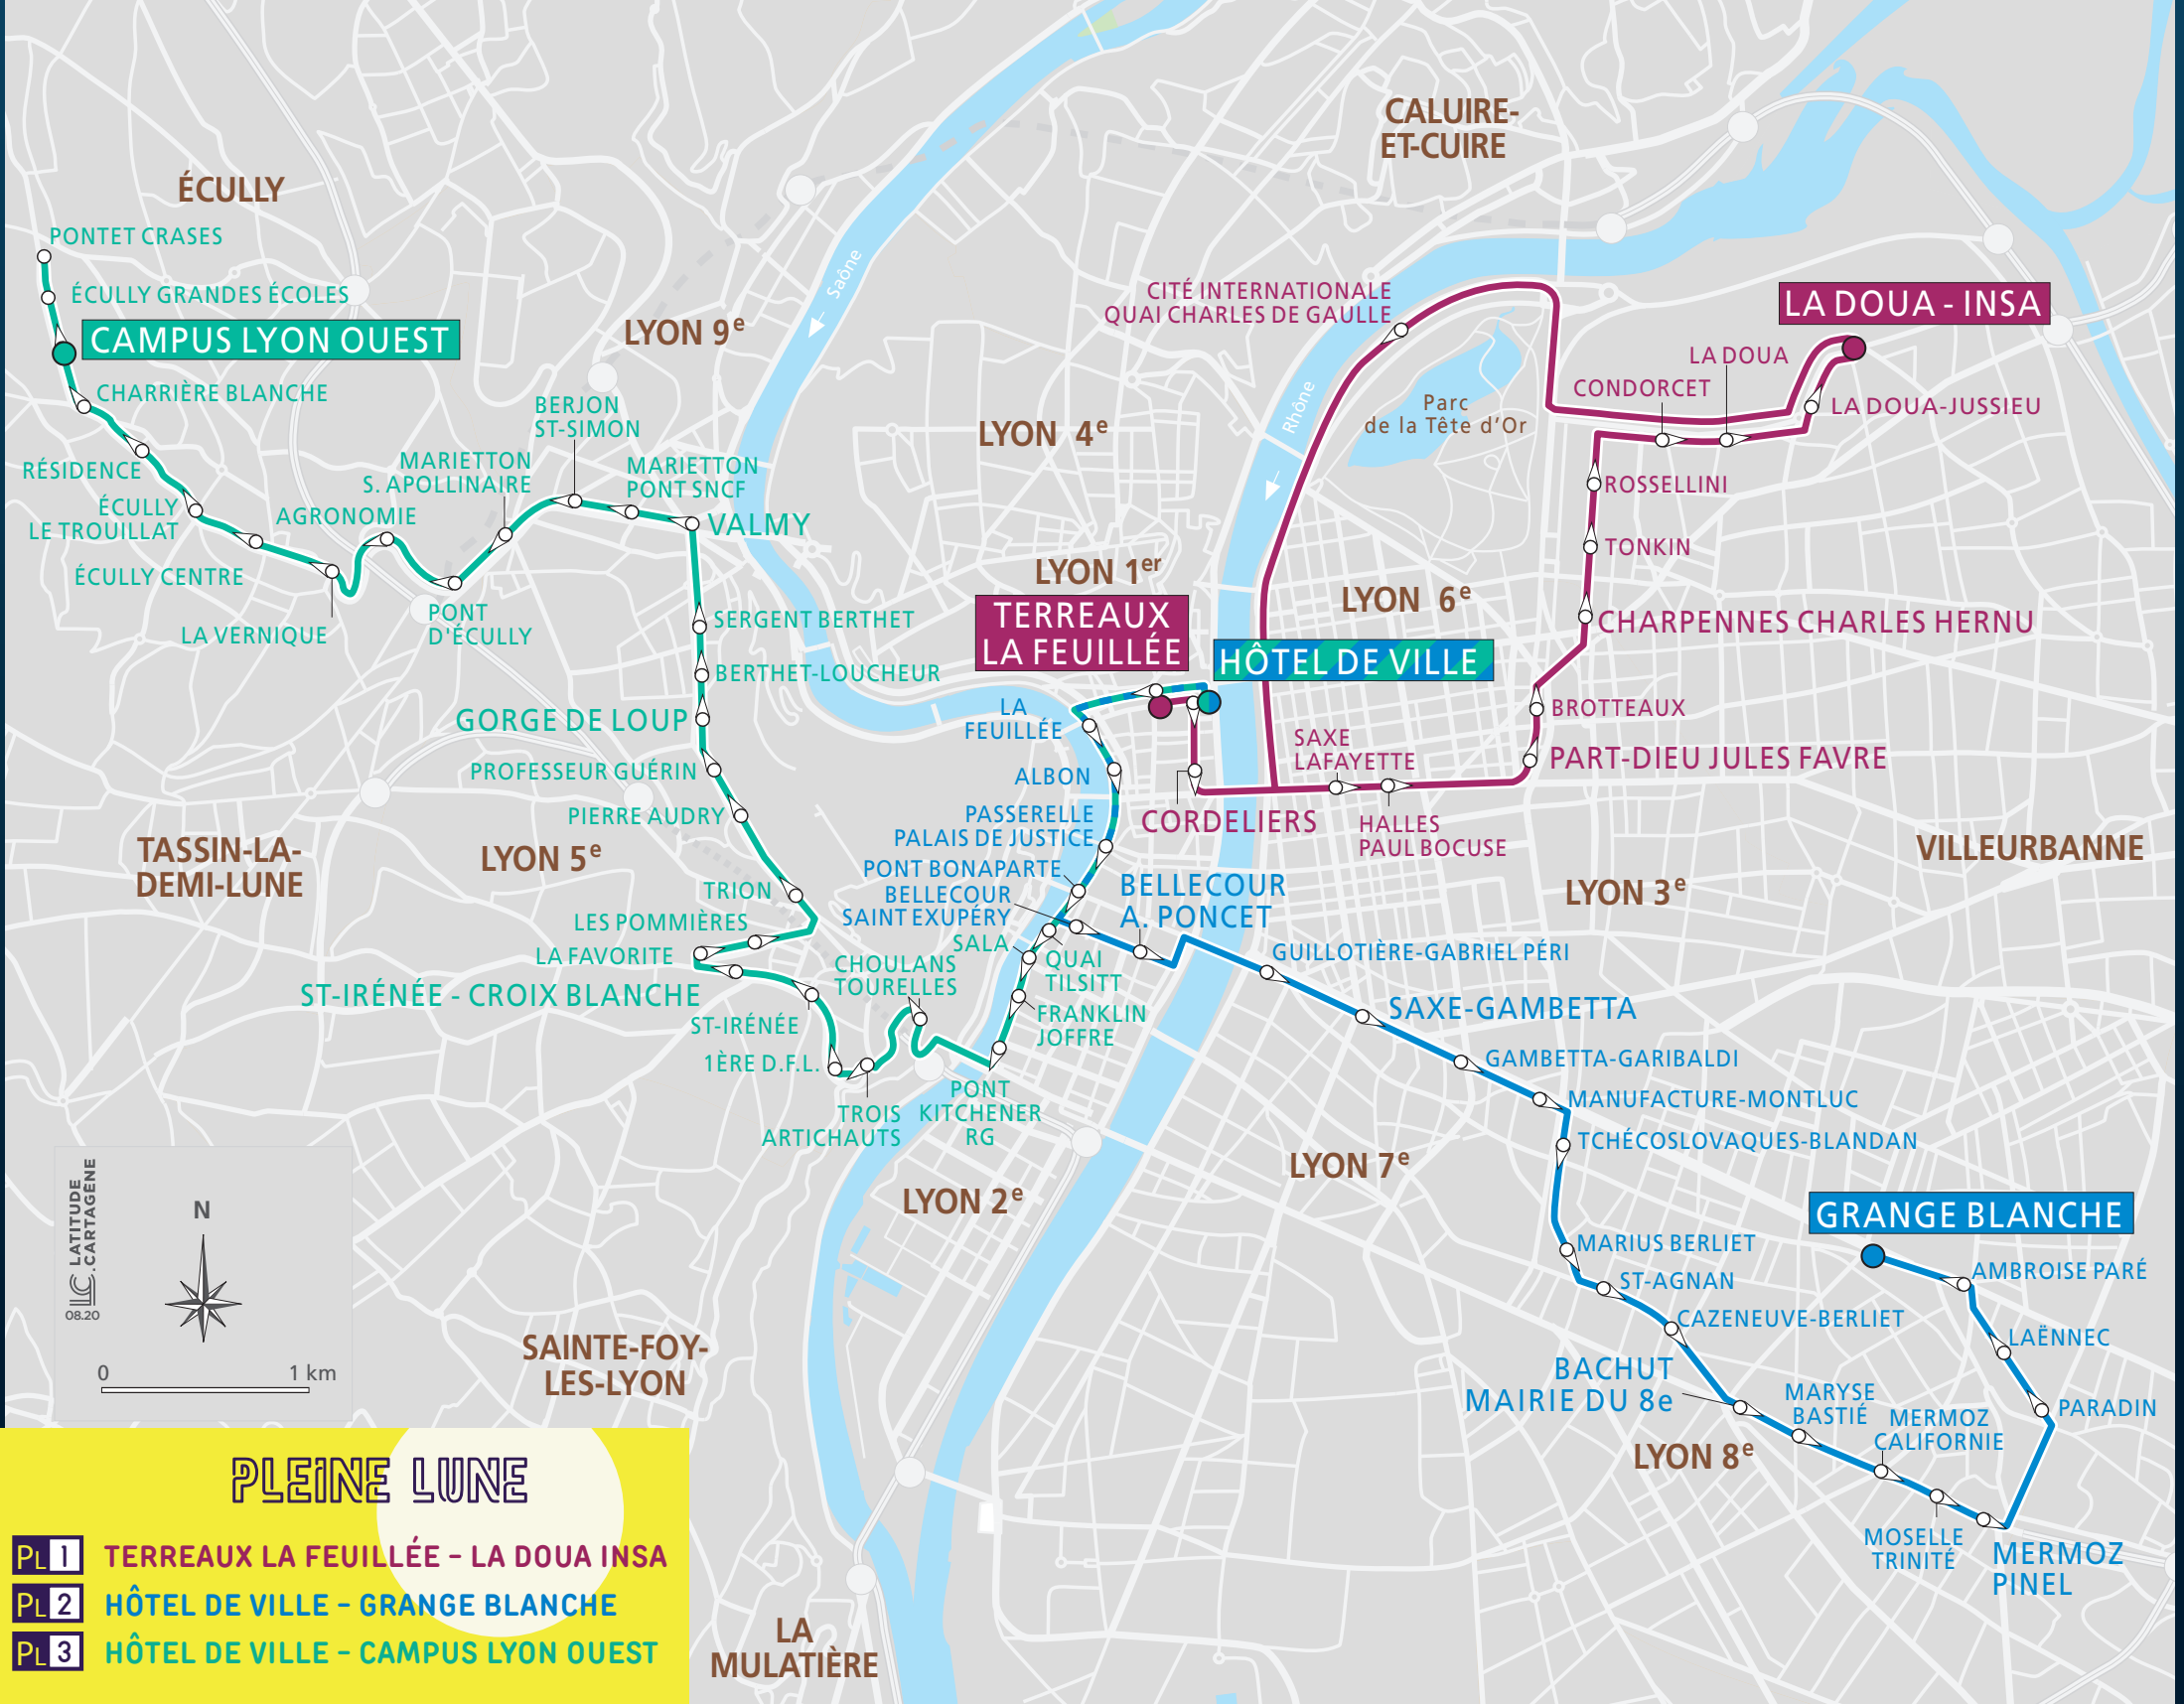 CALUIRE-
ET-CUIRE
ÉCULLY
PONTET CRASES
ÉCULLY GRANDES ÉCOLES
CAMPUS LYON OUEST
CHARRIÈRE BLANCHE
RÉSIDENCE
ÉCULLY
LE TROUILLAT
ÉCULLY CENTRE
LA VERNIQUE
AGRONOMIE
PONT
D'ÉCULLY
MARIETTON
S. APOLLINAIRE
BERJON
ST-SIMON
MARIETTON
PONT SNCF
VALMY
LYON 9e
Saône
SERGENT BERTHET
BERTHET-LOUCHEUR
GORGE DE LOUP
PROFESSEUR GUÉRIN
PIERRE AUDRY
TRION
LES POMMIÈRES
LA FAVORITE
ST-IRÉNÉE - CROIX BLANCHE
ST-IRÉNÉE
1ÈRE D.F.L.
TROIS
ARTICHAUTS
CHOULANS
TOURELLES
PONT
KITCHENER
RG
FRANKLIN
JOFFRE
SALA
QUAI
TILSITT
TASSIN-LA-
DEMI-LUNE
LYON 5e
LYON 4e
LYON 1er
TERREAUX
LA FEUILLÉE
HÔTEL DE VILLE
LA
FEUILLÉE
ALBON
PASSERELLE
PALAIS DE JUSTICE
PONT BONAPARTE
BELLECOUR
SAINT EXUPÉRY
BELLECOUR
A. PONCET
CORDELIERS
SAXE
LAFAYETTE
HALLES
PAUL BOCUSE
PART-DIEU JULES FAVRE
BROTTEAUX
CHARPENNES CHARLES HERNU
TONKIN
ROSSELLINI
CONDORCET
LA DOUA
LA DOUA-JUSSIEU
LA DOUA - INSA
CITÉ INTERNATIONALE
QUAI CHARLES DE GAULLE
Rhône
Parc
de la Tête d'Or
LYON 6e
VILLEURBANNE
LYON 3e
GUILLOTIÈRE-GABRIEL PÉRI
SAXE-GAMBETTA
GAMBETTA-GARIBALDI
MANUFACTURE-MONTLUC
TCHÉCOSLOVAQUES-BLANDAN
LYON 7e
LYON 2e
MARIUS BERLIET
ST-AGNAN
CAZENEUVE-BERLIET
BACHUT
MAIRIE DU 8e
MARYSE
BASTIÉ
MERMOZ
CALIFORNIE
MOSELLE
TRINITÉ
MERMOZ
PINEL
PARADIN
LAËNNEC
AMBROISE PARÉ
GRANGE BLANCHE
LYON 8e
SAINTE-FOY-
LES-LYON
LA
MULATIÈRE
LATITUDE
.CARTAGÈNE
LC
08.20
N
0 1 km
PLEINE LUNE
PL 1 TERREAUX LA FEUILLÉE – LA DOUA INSA
PL 2 HÔTEL DE VILLE – GRANGE BLANCHE
PL 3 HÔTEL DE VILLE – CAMPUS LYON OUEST